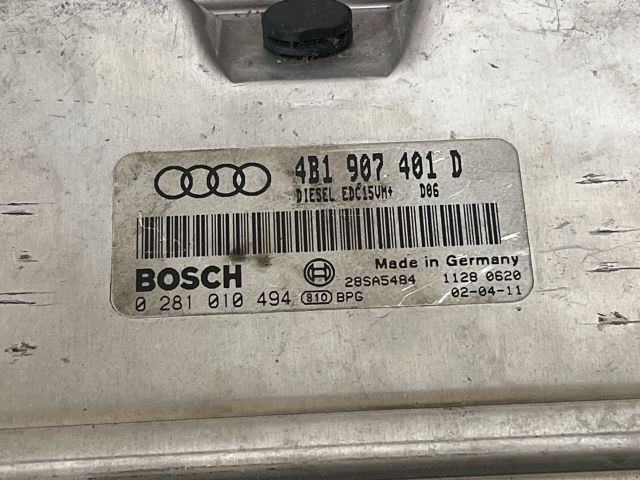 4B1 907 401 D
DIESEL EDC15VM+ D06
BOSCH
Made in Germany
28SA5484 1128 0620
0 281 010 494 810 BPG 02-04-11